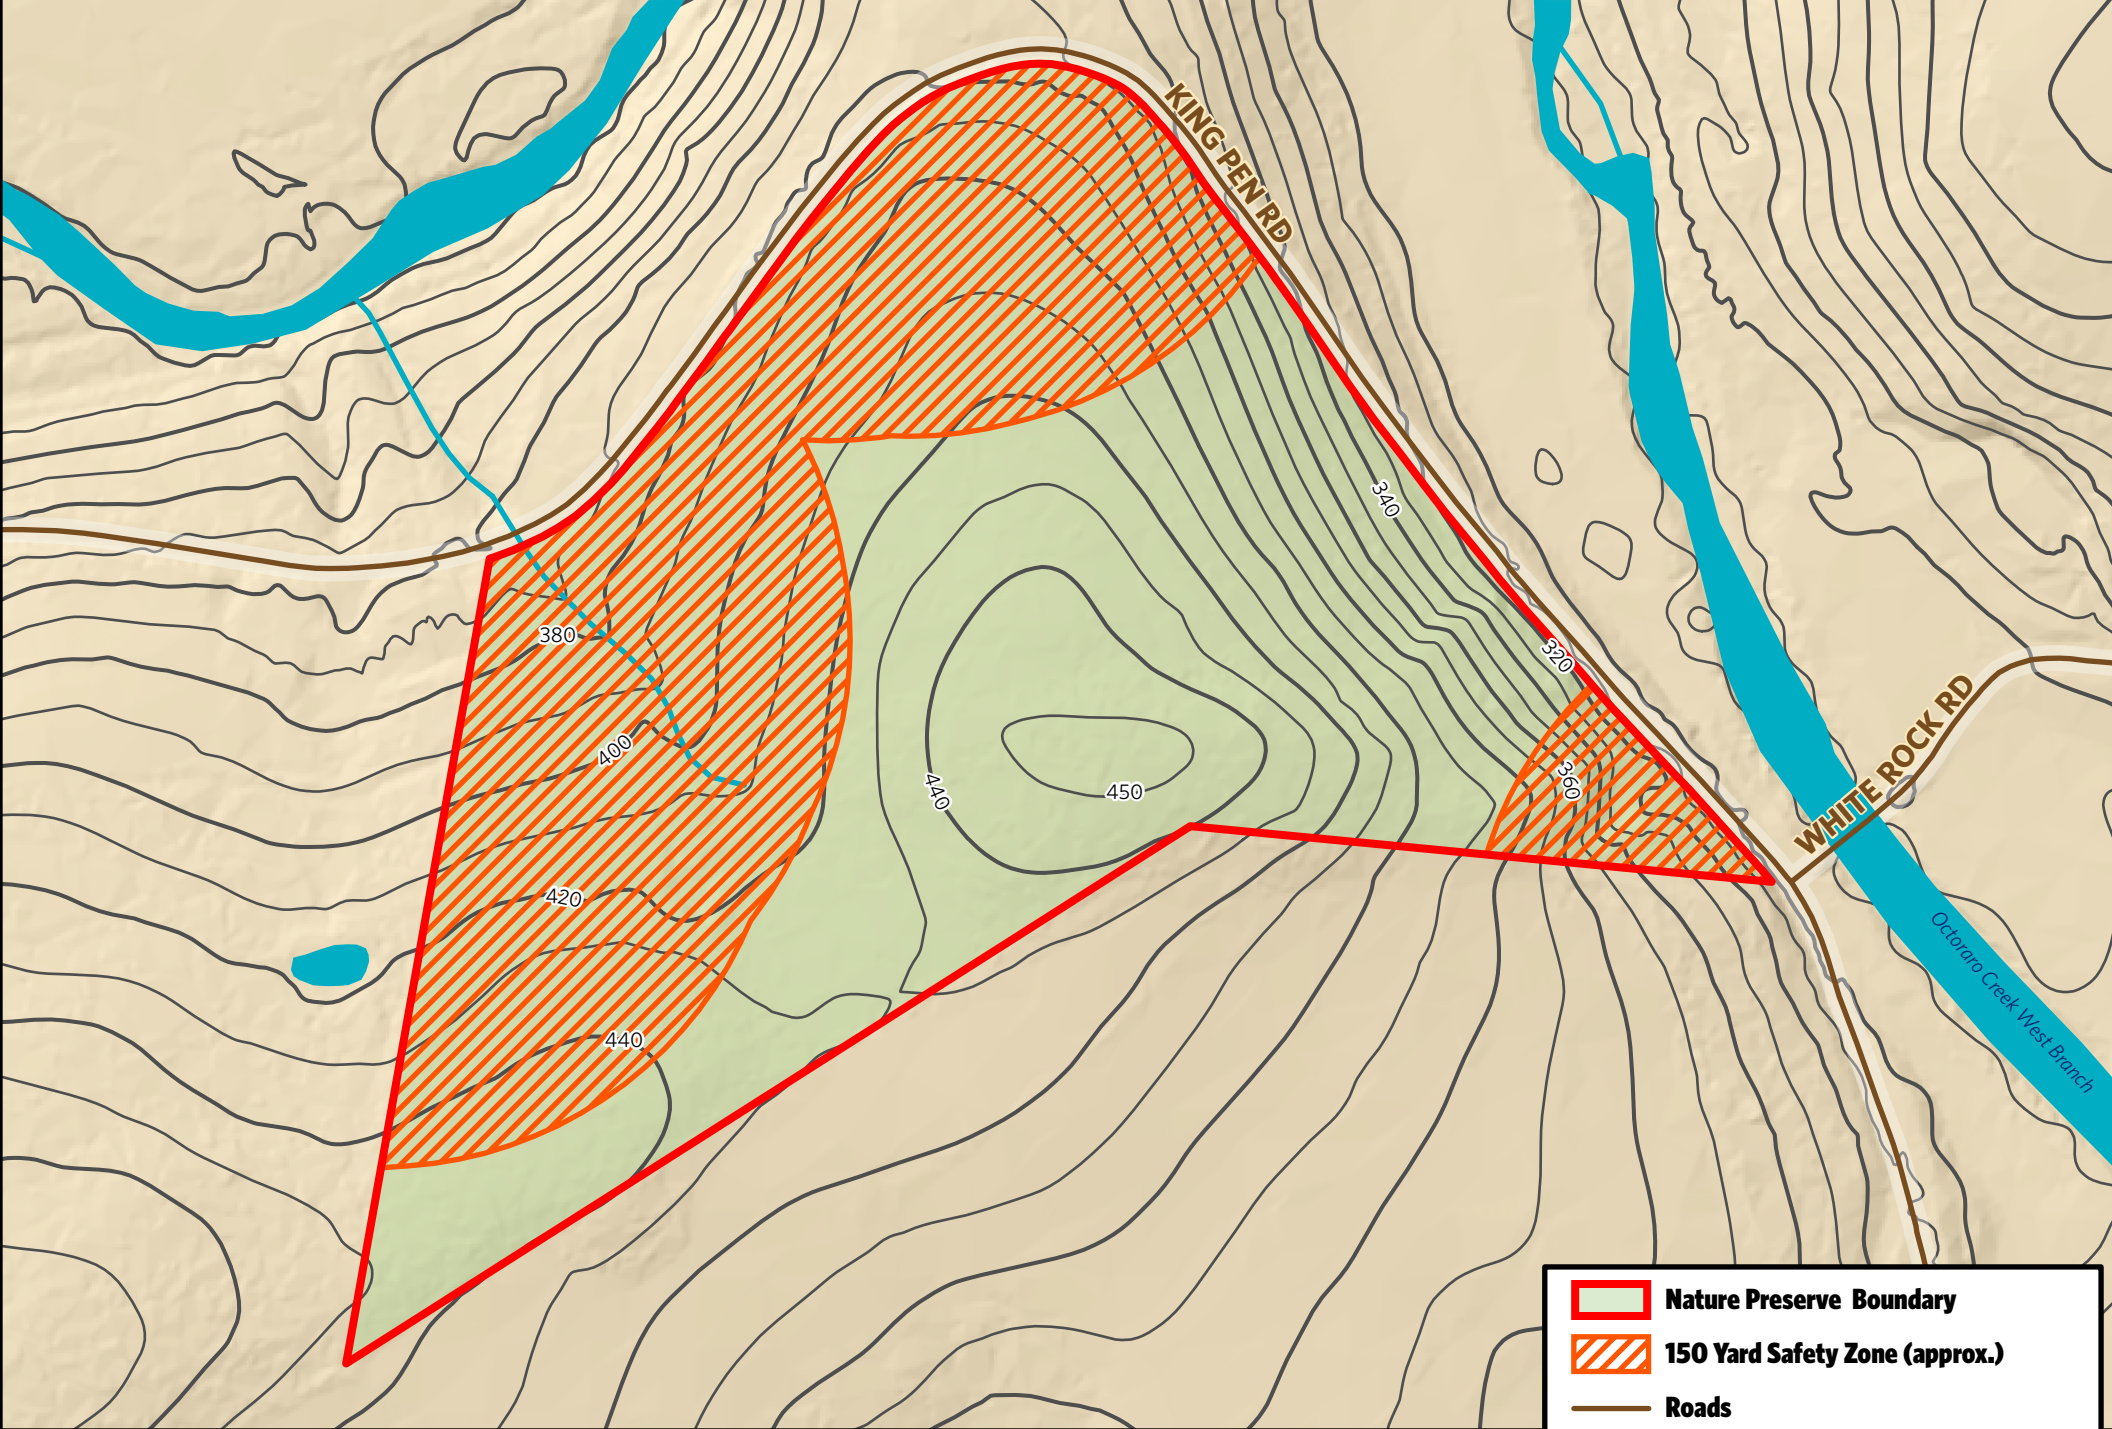 KING PEN RD
340
320
380
360
400
440
450
WHITE ROCK RD
420
Octoraro Creek West Branch
440
Nature Preserve Boundary
150 Yard Safety Zone (approx.)
Roads